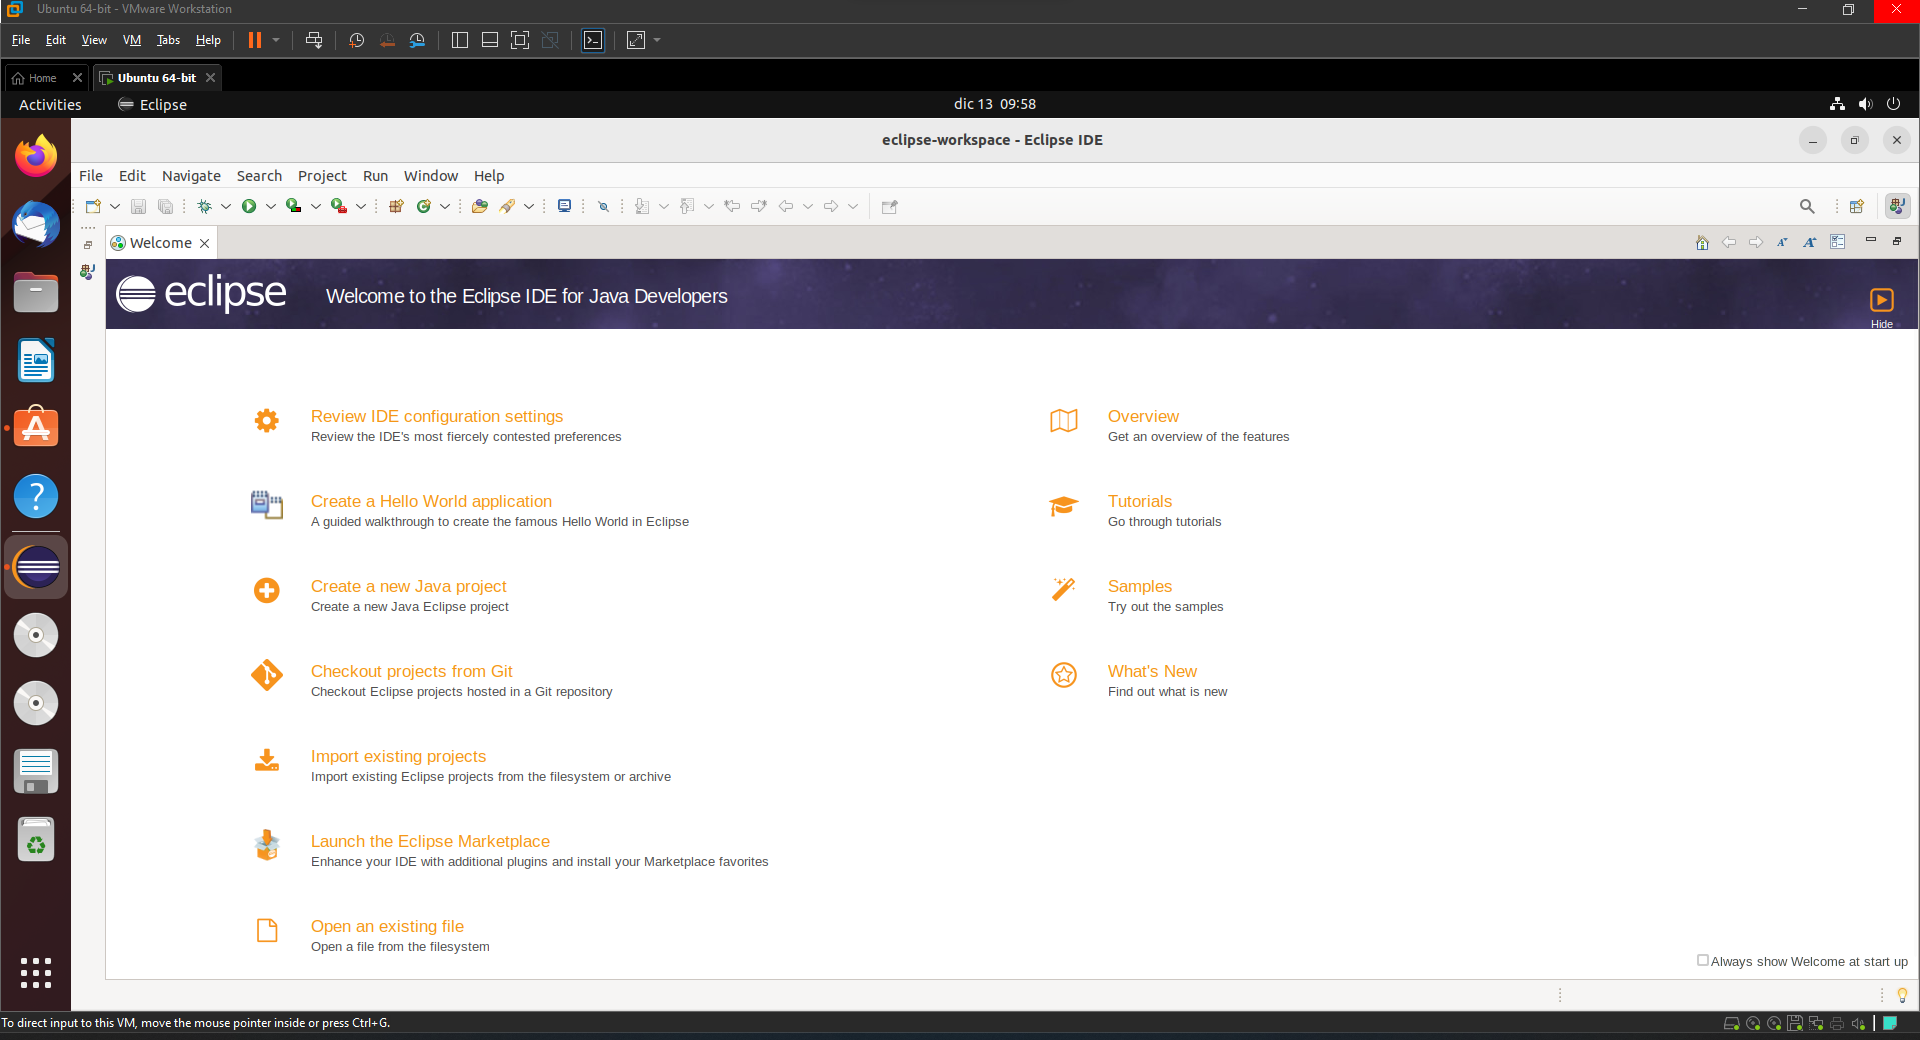 Ubuntu 64-bit - VMware Workstation
File Edit View VM Tabs Help
Home Ubuntu 64-bit
Activities Eclipse dic 13 09:58
eclipse-workspace - Eclipse IDE
File Edit Navigate Search Project Run Window Help
Welcome
eclipse Welcome to the Eclipse IDE for Java Developers
Hide
Review IDE configuration settings
Review the IDE's most fiercely contested preferences
Create a Hello World application
A guided walkthrough to create the famous Hello World in Eclipse
Create a new Java project
Create a new Java Eclipse project
Checkout projects from Git
Checkout Eclipse projects hosted in a Git repository
Import existing projects
Import existing Eclipse projects from the filesystem or archive
Launch the Eclipse Marketplace
Enhance your IDE with additional plugins and install your Marketplace favorites
Open an existing file
Open a file from the filesystem
Overview
Get an overview of the features
Tutorials
Go through tutorials
Samples
Try out the samples
What's New
Find out what is new
Always show Welcome at start up
To direct input to this VM, move the mouse pointer inside or press Ctrl+G.